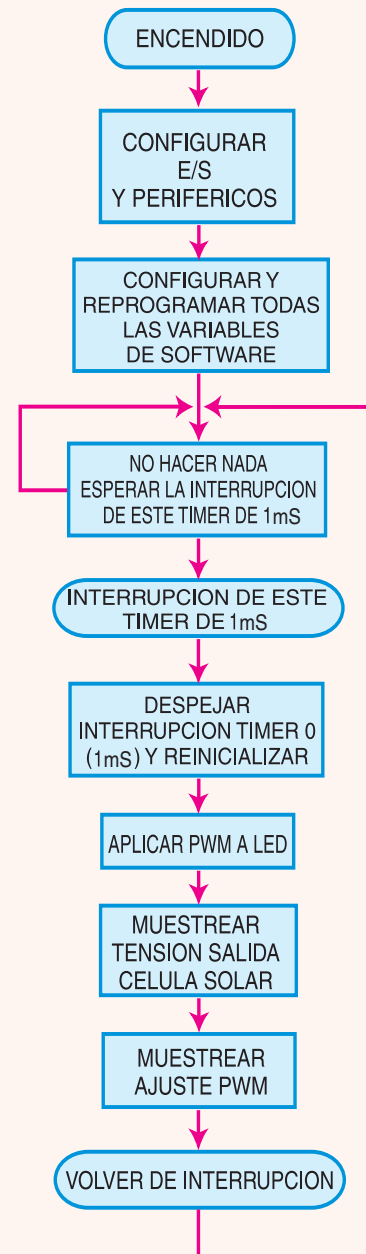 ENCENDIDO
CONFIGURAR
E/S
Y PERIFERICOS
CONFIGURAR Y
REPROGRAMAR TODAS
LAS VARIABLES
DE SOFTWARE
NO HACER NADA
ESPERAR LA INTERRUPCION
DE ESTE TIMER DE 1mS
INTERRUPCION DE ESTE
TIMER DE 1mS
DESPEJAR
INTERRUPCION TIMER 0
(1mS) Y REINICIALIZAR
APLICAR PWM A LED
MUESTREAR
TENSION SALIDA
CELULA SOLAR
MUESTREAR
AJUSTE PWM
VOLVER DE INTERRUPCION